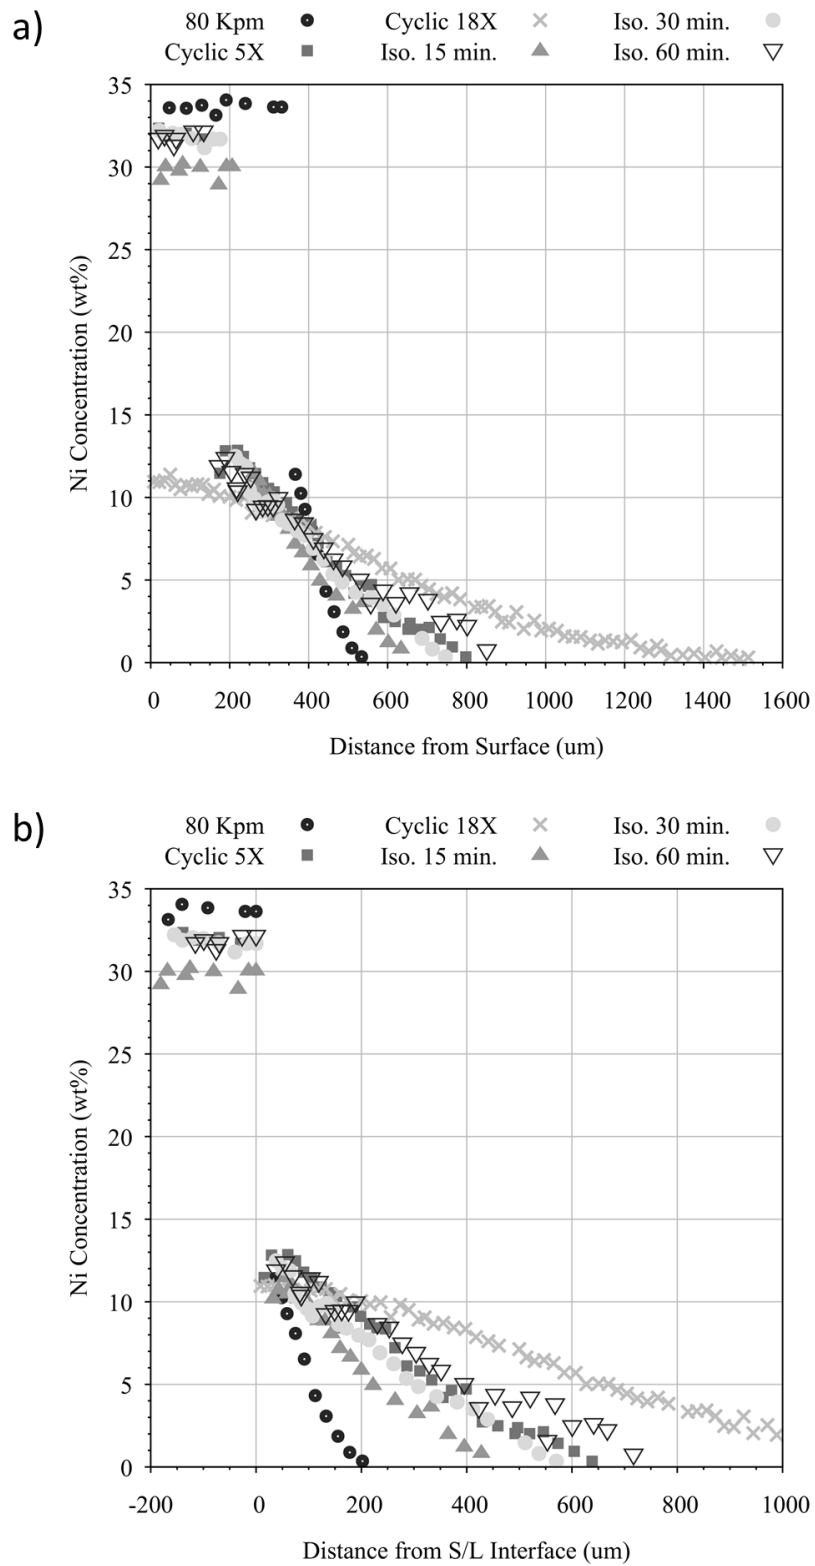 a)
80 Kpm Cyclic 18X Iso. 30 min.
Cyclic 5X Iso. 15 min. Iso. 60 min.
35
30
25
20
15
10
5
0
Ni Concentration (wt%)
0 200 400 600 800 1000 1200 1400 1600
Distance from Surface (um)
b)
80 Kpm Cyclic 18X Iso. 30 min.
Cyclic 5X Iso. 15 min. Iso. 60 min.
35
30
25
20
15
10
5
0
Ni Concentration (wt%)
-200 0 200 400 600 800 1000
Distance from S/L Interface (um)